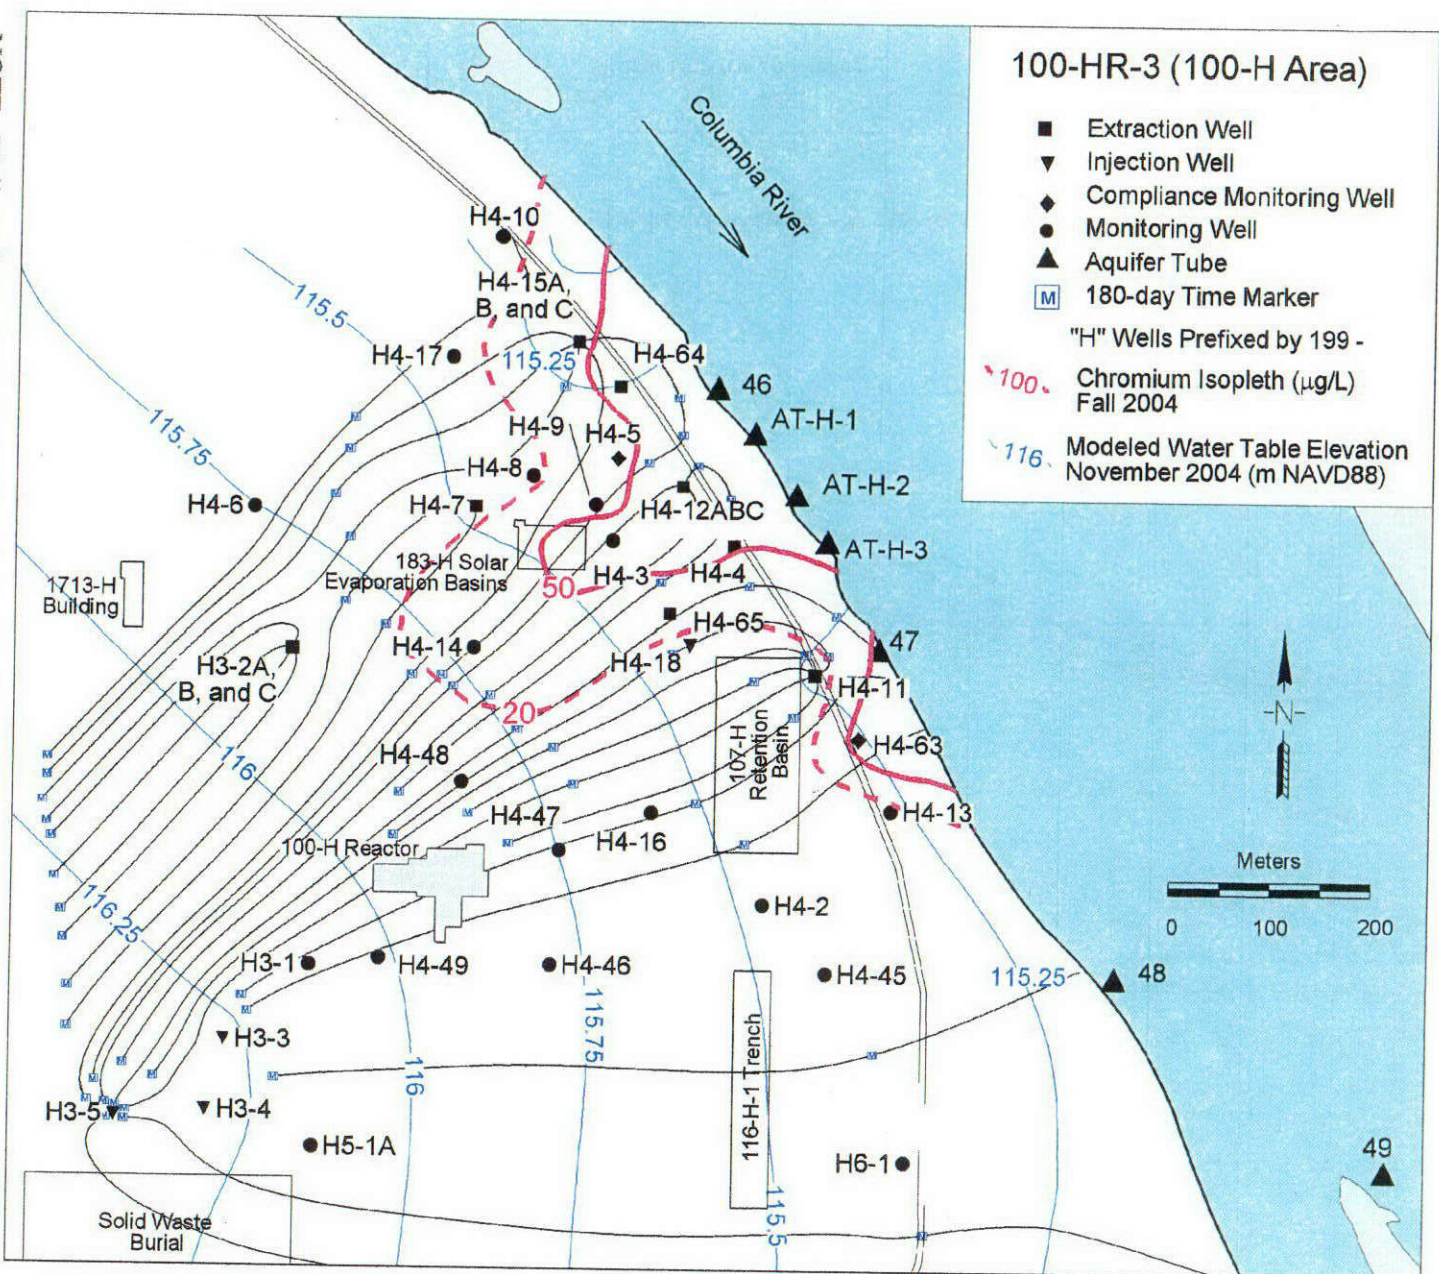 100-HR-3 (100-H Area)
Extraction Well
Injection Well
Compliance Monitoring Well
Monitoring Well
Aquifer Tube
M 180-day Time Marker
"H" Wells Prefixed by 199 -
100 Chromium Isopleth (µg/L)
Fall 2004
116 Modeled Water Table Elevation
November 2004 (m NAVD88)
Columbia River
H4-10
H4-15A,
B, and C
115.5
H4-17
115.25
H4-64
46
AT-H-1
H4-9
H4-5
115.75
H4-8
AT-H-2
H4-6
H4-7
H4-12ABC
AT-H-3
183-H Solar
Evaporation Basins
1713-H
Building
50
H4-3
H4-4
H4-65
H4-14
H4-18
47
H3-2A,
B, and C
H4-11
20
107-H
Retention
Basin
H4-63
116
H4-48
H4-47
H4-16
H4-13
100-H Reactor
Meters
0 100 200
N
116.25
H4-2
H3-1
H4-49
H4-46
H4-45
115.25
48
115.75
H3-3
116
116-H-1 Trench
H3-5
H3-4
H5-1A
H6-1
49
115.5
Solid Waste
Burial